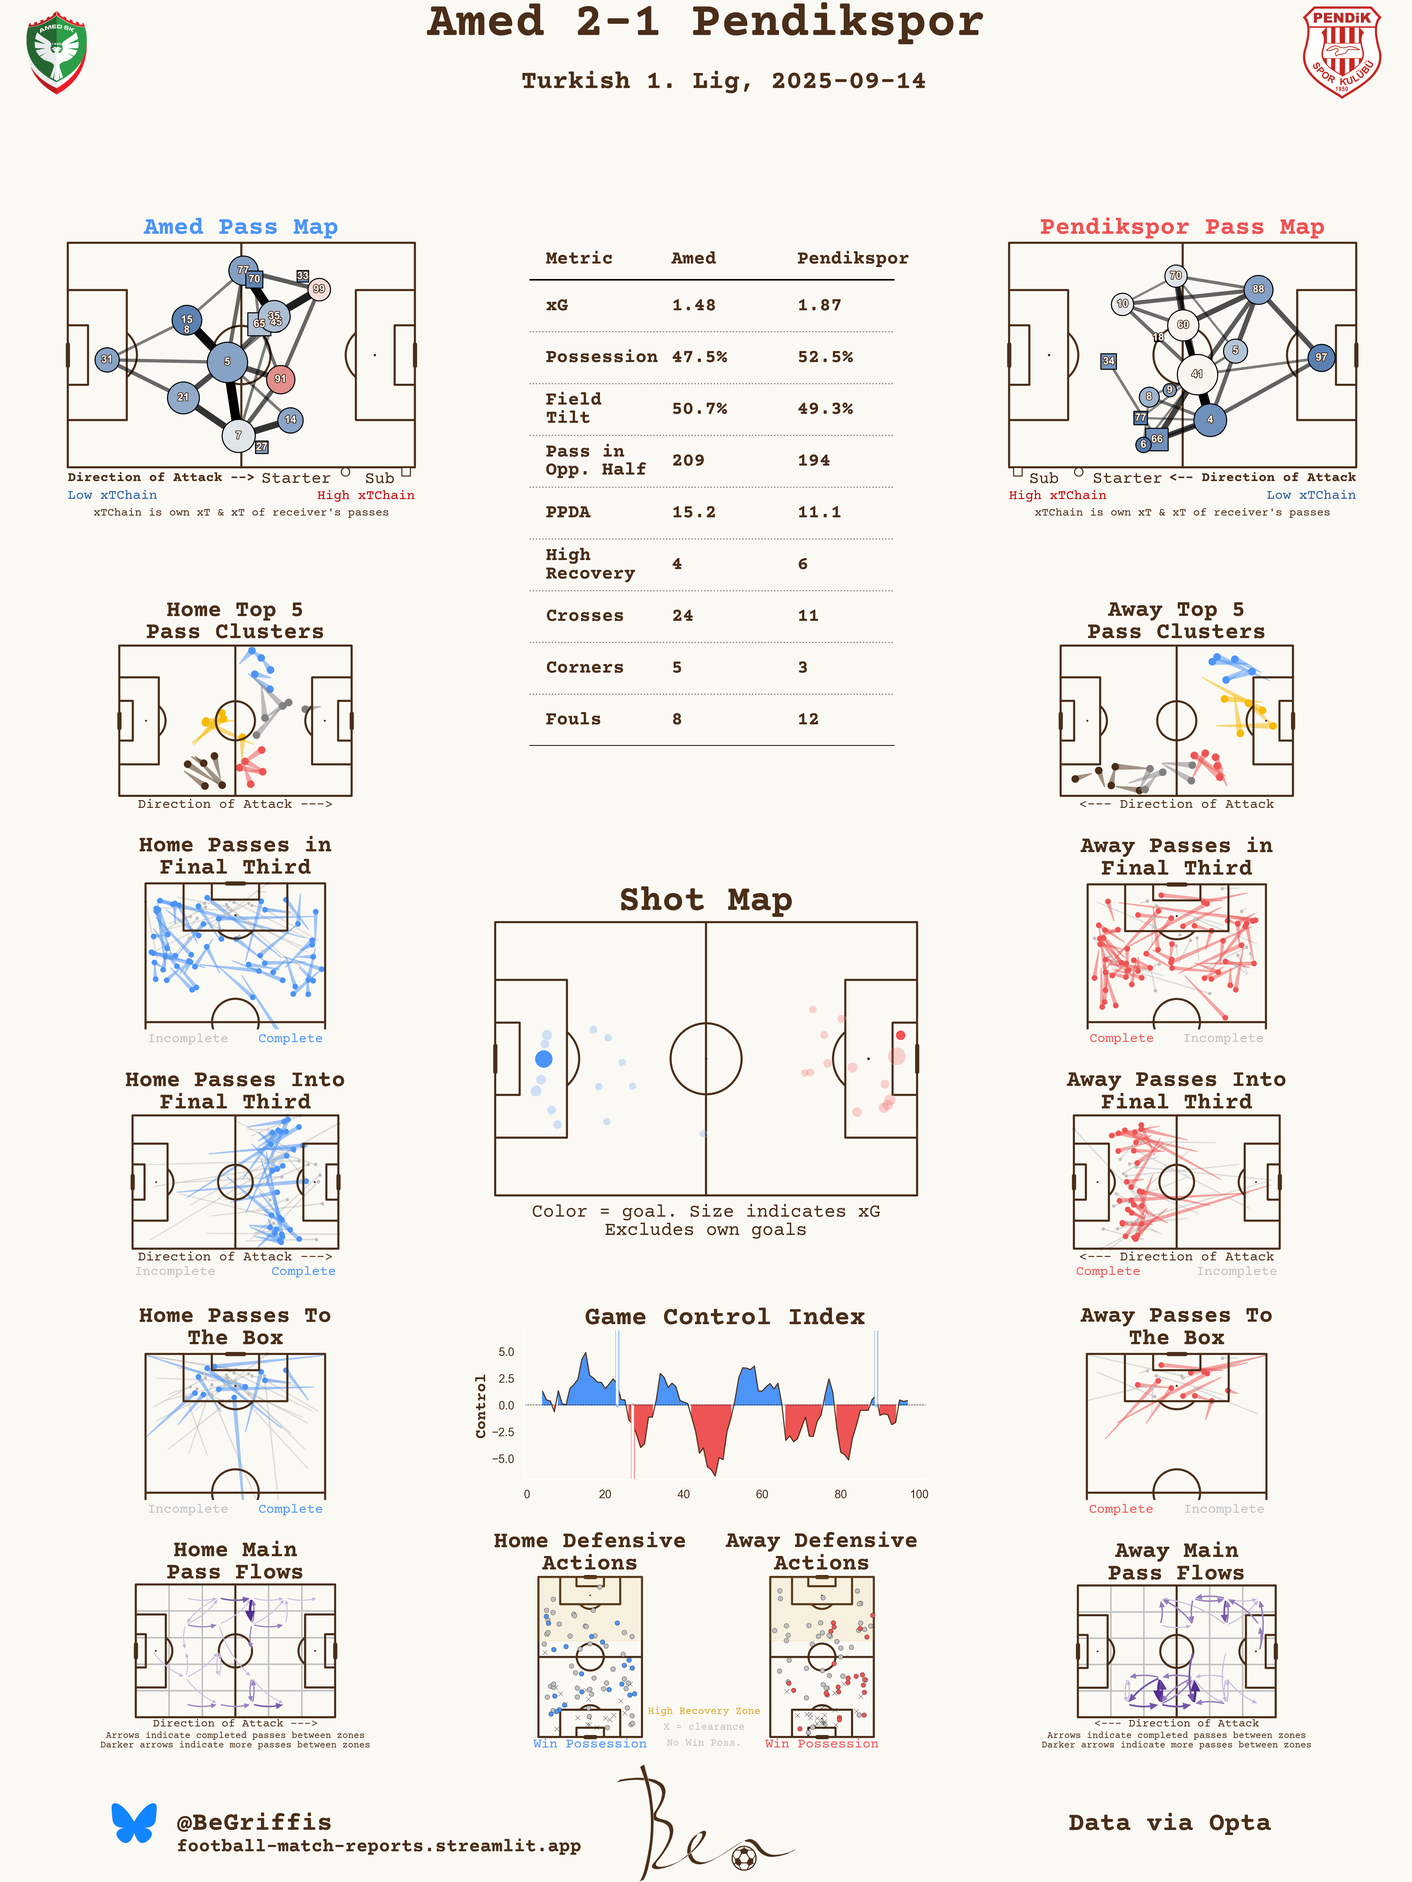 Amed 2-1 Pendikspor
Turkish 1. Lig, 2025-09-14
AMED SK
PENDiK
SPOR KULÜBÜ
1950
Amed Pass Map
77
70
33
99
15
8
65
35
45
31
5
91
21
14
7
27
Direction of Attack --> Starter Sub
Low xTChain High xTChain
xTChain is own xT & xT of receiver's passes
Metric Amed Pendikspor
xG 1.48 1.87
Possession 47.5% 52.5%
Field
Tilt 50.7% 49.3%
Pass in
Opp. Half 209 194
PPDA 15.2 11.1
High
Recovery 4 6
Crosses 24 11
Corners 5 3
Fouls 8 12
Pendikspor Pass Map
70
10
88
60
18
5
34
97
41
9
8
77
4
66
6
Sub Starter <-- Direction of Attack
High xTChain Low xTChain
xTChain is own xT & xT of receiver's passes
Home Top 5
Pass Clusters
Direction of Attack --->
Away Top 5
Pass Clusters
<--- Direction of Attack
Home Passes in
Final Third
Incomplete Complete
Away Passes in
Final Third
Complete Incomplete
Shot Map
Color = goal. Size indicates xG
Excludes own goals
Home Passes Into
Final Third
Direction of Attack --->
Incomplete Complete
Away Passes Into
Final Third
<--- Direction of Attack
Complete Incomplete
Home Passes To
The Box
Incomplete Complete
Game Control Index
Control
5.0
2.5
0.0
−2.5
−5.0
0 20 40 60 80 100
Away Passes To
The Box
Complete Incomplete
Home Main
Pass Flows
Direction of Attack --->
Arrows indicate completed passes between zones
Darker arrows indicate more passes between zones
Home Defensive
Actions
Win Possession
High Recovery Zone
X = clearance
No Win Poss.
Away Defensive
Actions
Win Possession
Away Main
Pass Flows
<--- Direction of Attack
Arrows indicate completed passes between zones
Darker arrows indicate more passes between zones
@BeGriffis
football-match-reports.streamlit.app
Ben
Data via Opta